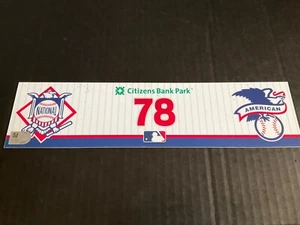 Citizens Bank Park
NATIONAL
78
AMERICAN